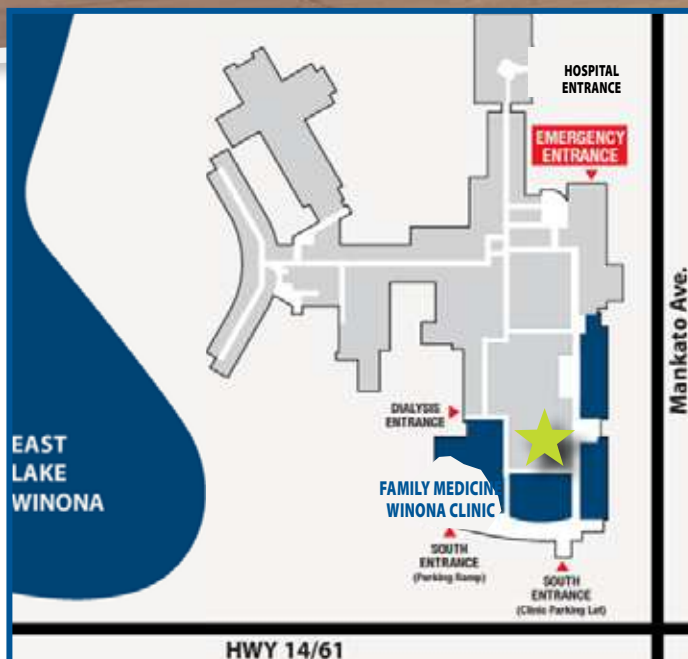 HOSPITAL
ENTRANCE
EMERGENCY
ENTRANCE
Mankato Ave.
DIALYSIS
ENTRANCE
EAST
LAKE
WINONA
FAMILY MEDICINE
WINONA CLINIC
SOUTH
ENTRANCE
(Parking Ramp)
SOUTH
ENTRANCE
(Clinic Parking Lot)
HWY 14/61